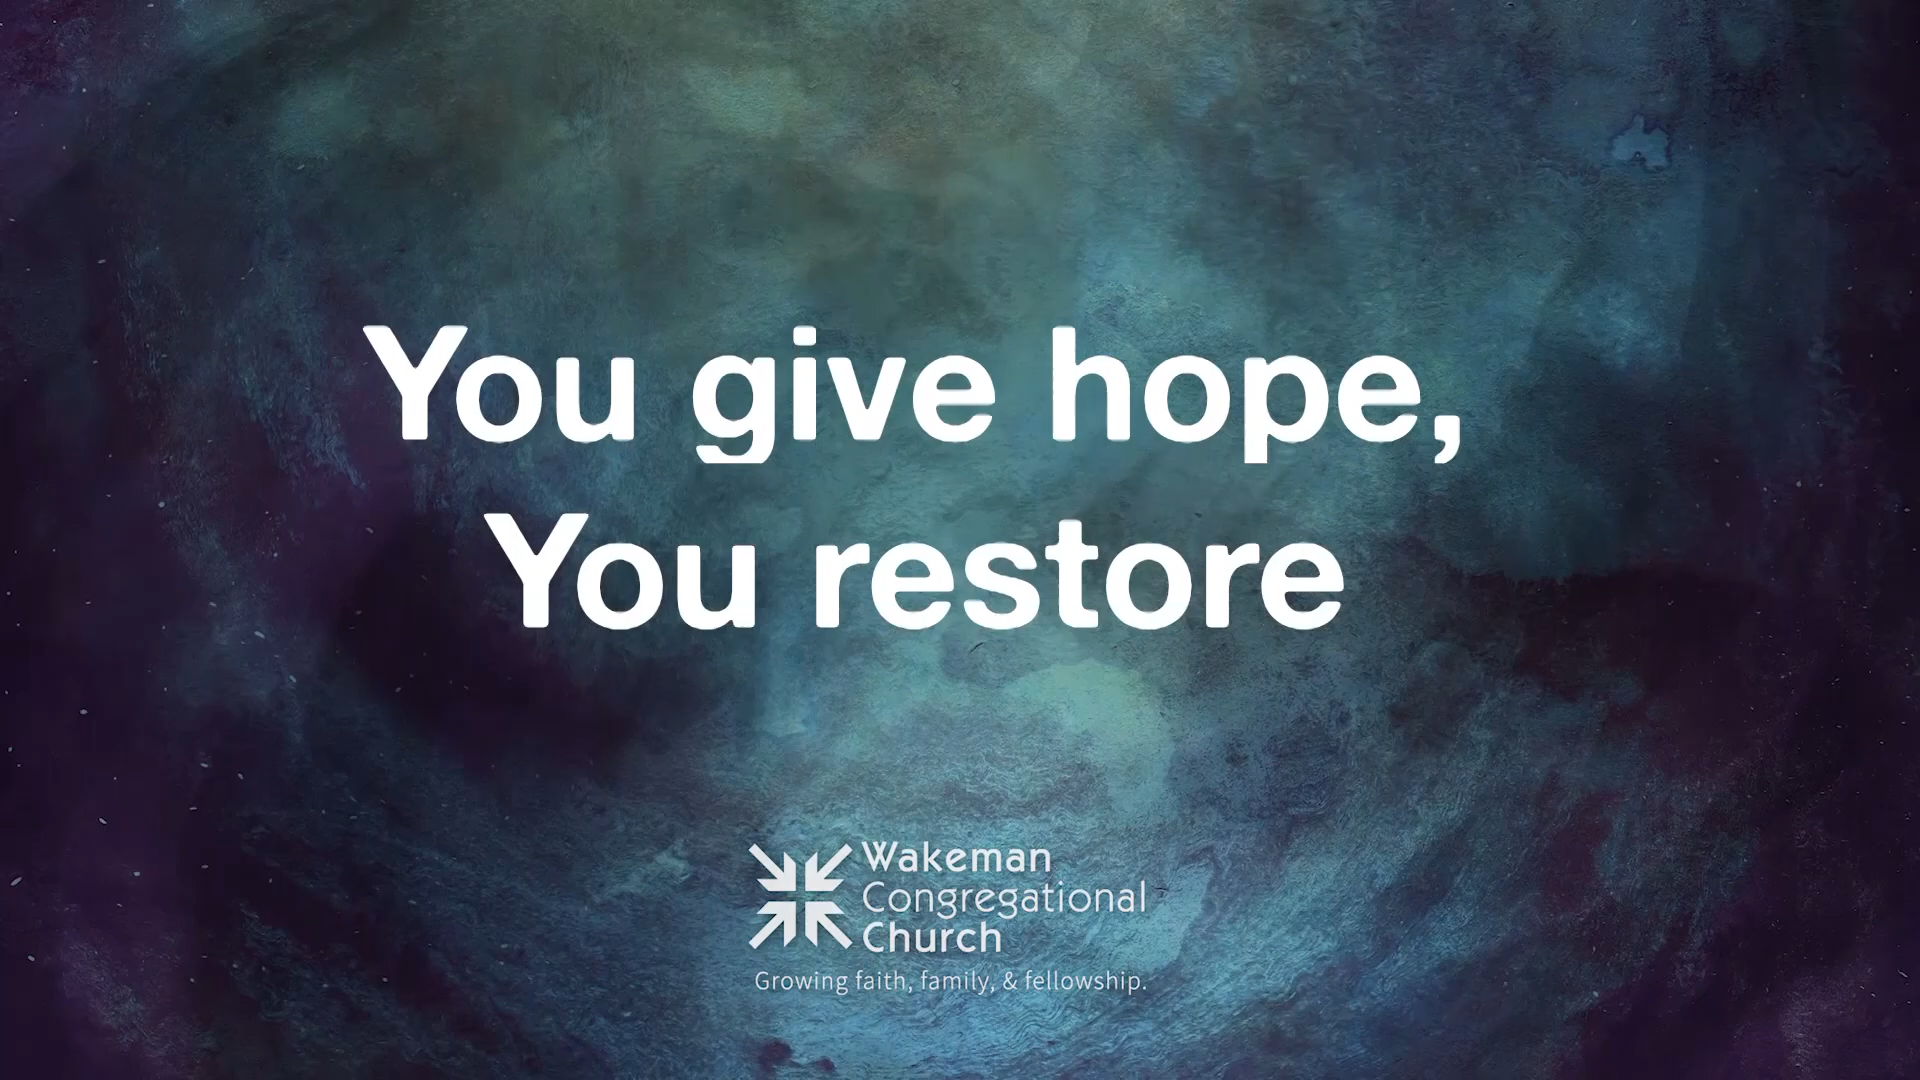 You give hope,
You restore
Wakeman
Congregational
Church
Growing faith, family, & fellowship.